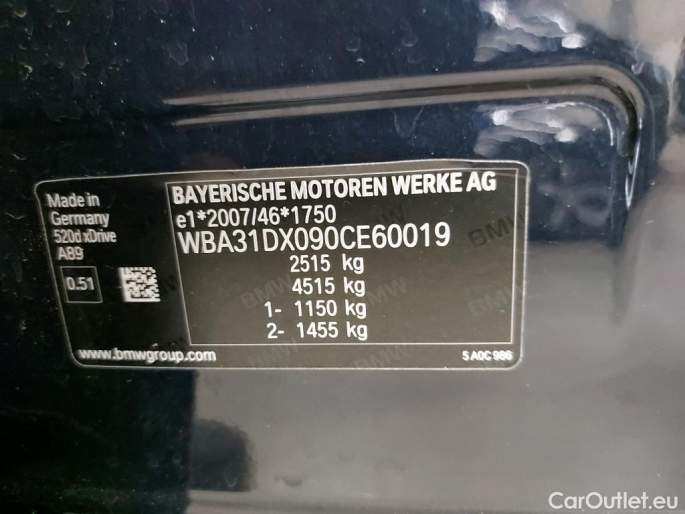 BAYERISCHE MOTOREN WERKE AG
e1*2007/46*1750
WBA31DX090CE60019
2515 kg
4515 kg
1- 1150 kg
2- 1455 kg
Made in
Germany
520d xDrive
A89
0.51
www.bmwgroup.com
5 A0C 986
CarOutlet.eu